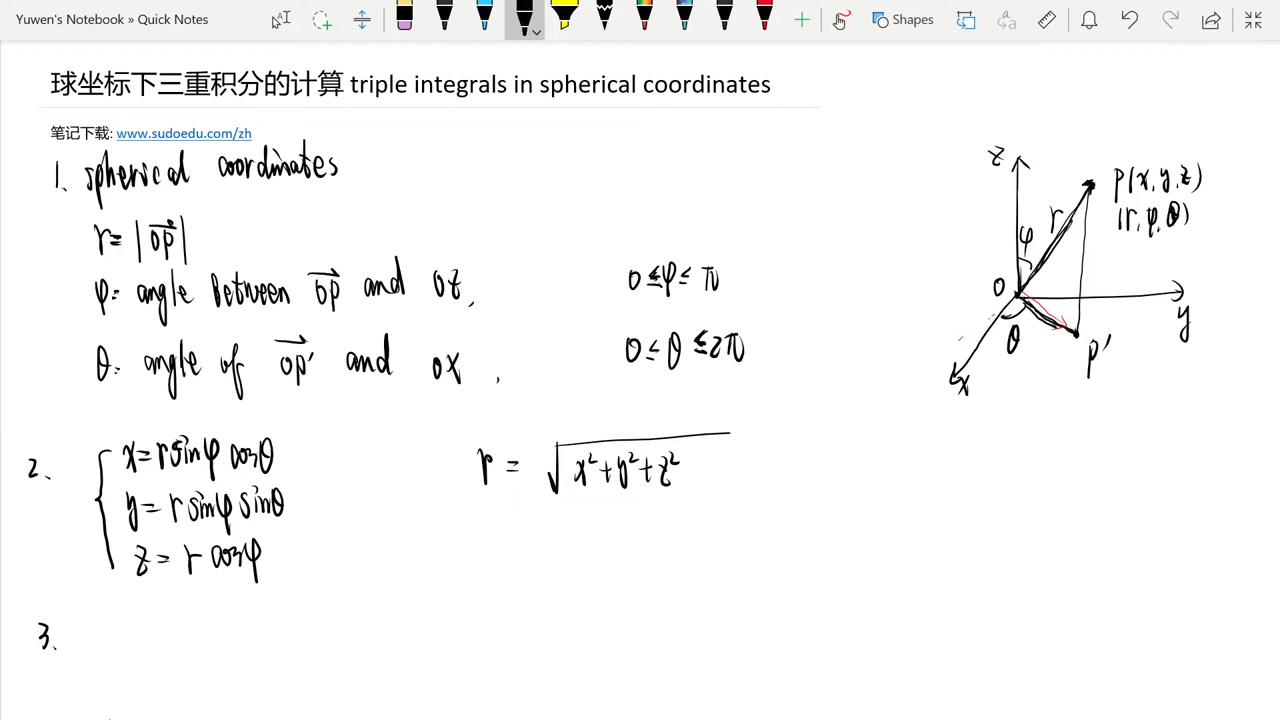 Yuwen's Notebook » Quick Notes
Shapes
球坐标下三重积分的计算 triple integrals in spherical coordinates
笔记下载: www.sudoedu.com/zh
1、spherical coordinates
r = |OP|
φ: angle between OP and OZ,
0 ≤ φ ≤ π
θ: angle of OP' and OX,
0 ≤ θ ≤ 2π
2、
x = r sinφ cosθ
y = r sinφ sinθ
z = r cosφ
r = √x²+y²+z²
3、
z
P(x, y, z)
(r, φ, θ)
r
φ
O
y
θ
P'
x